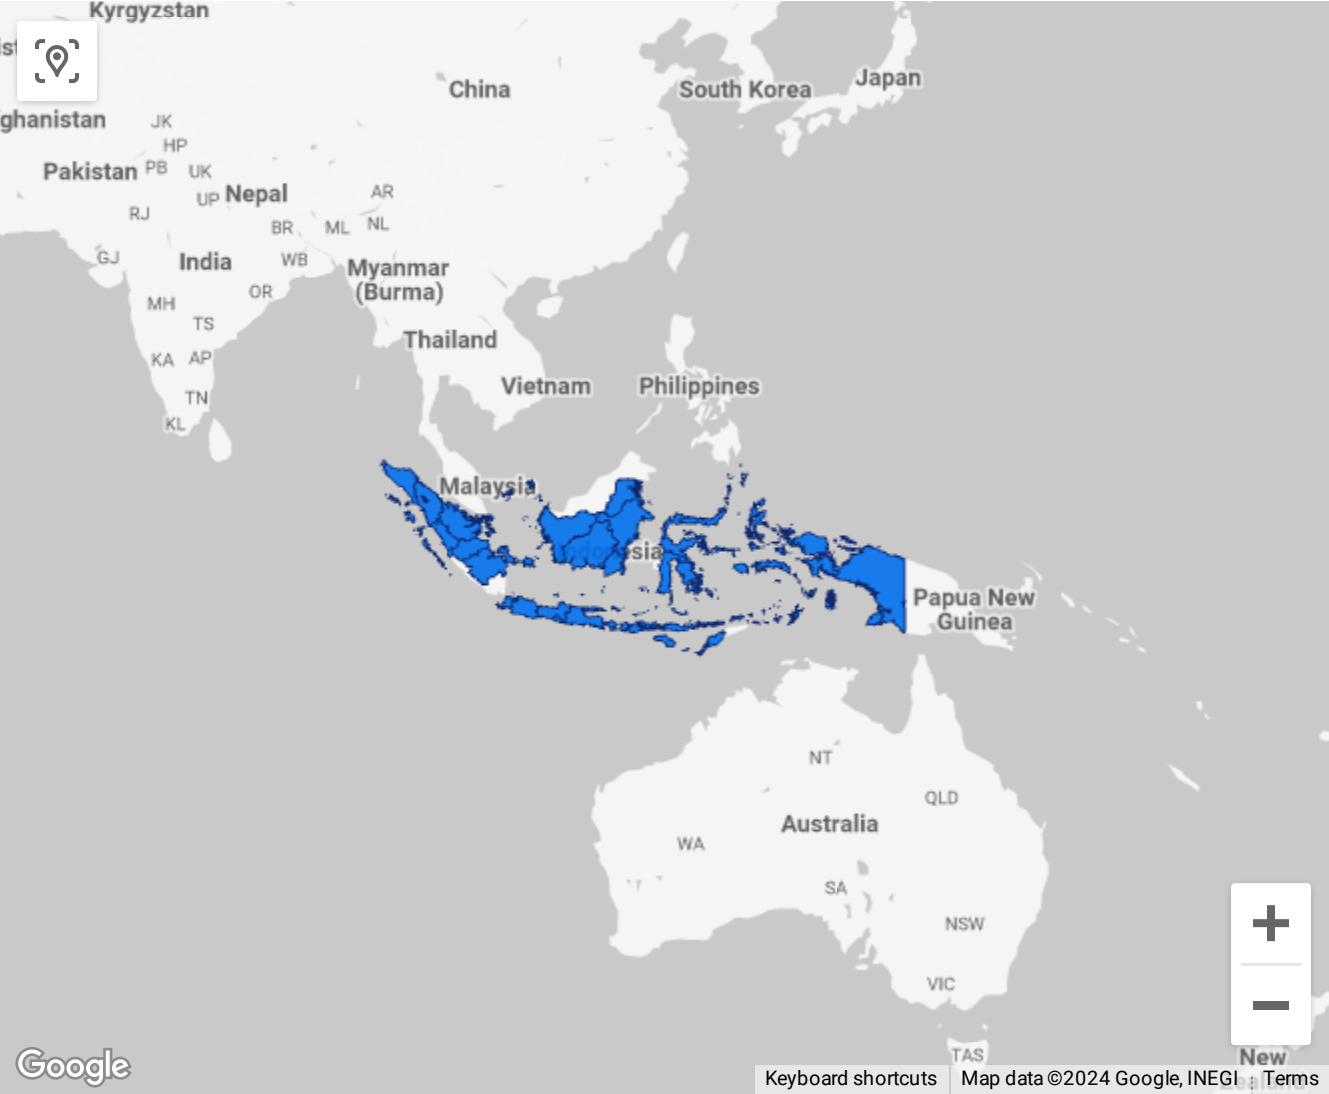 Kyrgyzstan
China
South Korea
Japan
ghanistan
JK
HP
Pakistan
PB
UK
UP
Nepal
AR
RJ
BR
ML
NL
GJ
India
WB
Myanmar
(Burma)
OR
MH
TS
Thailand
KA
AP
Vietnam
Philippines
TN
KL
Malaysia
Indonesia
Papua New
Guinea
NT
QLD
Australia
WA
SA
NSW
VIC
TAS
New
Zealand
Google
Keyboard shortcuts
Map data ©2024 Google, INEGI
Terms